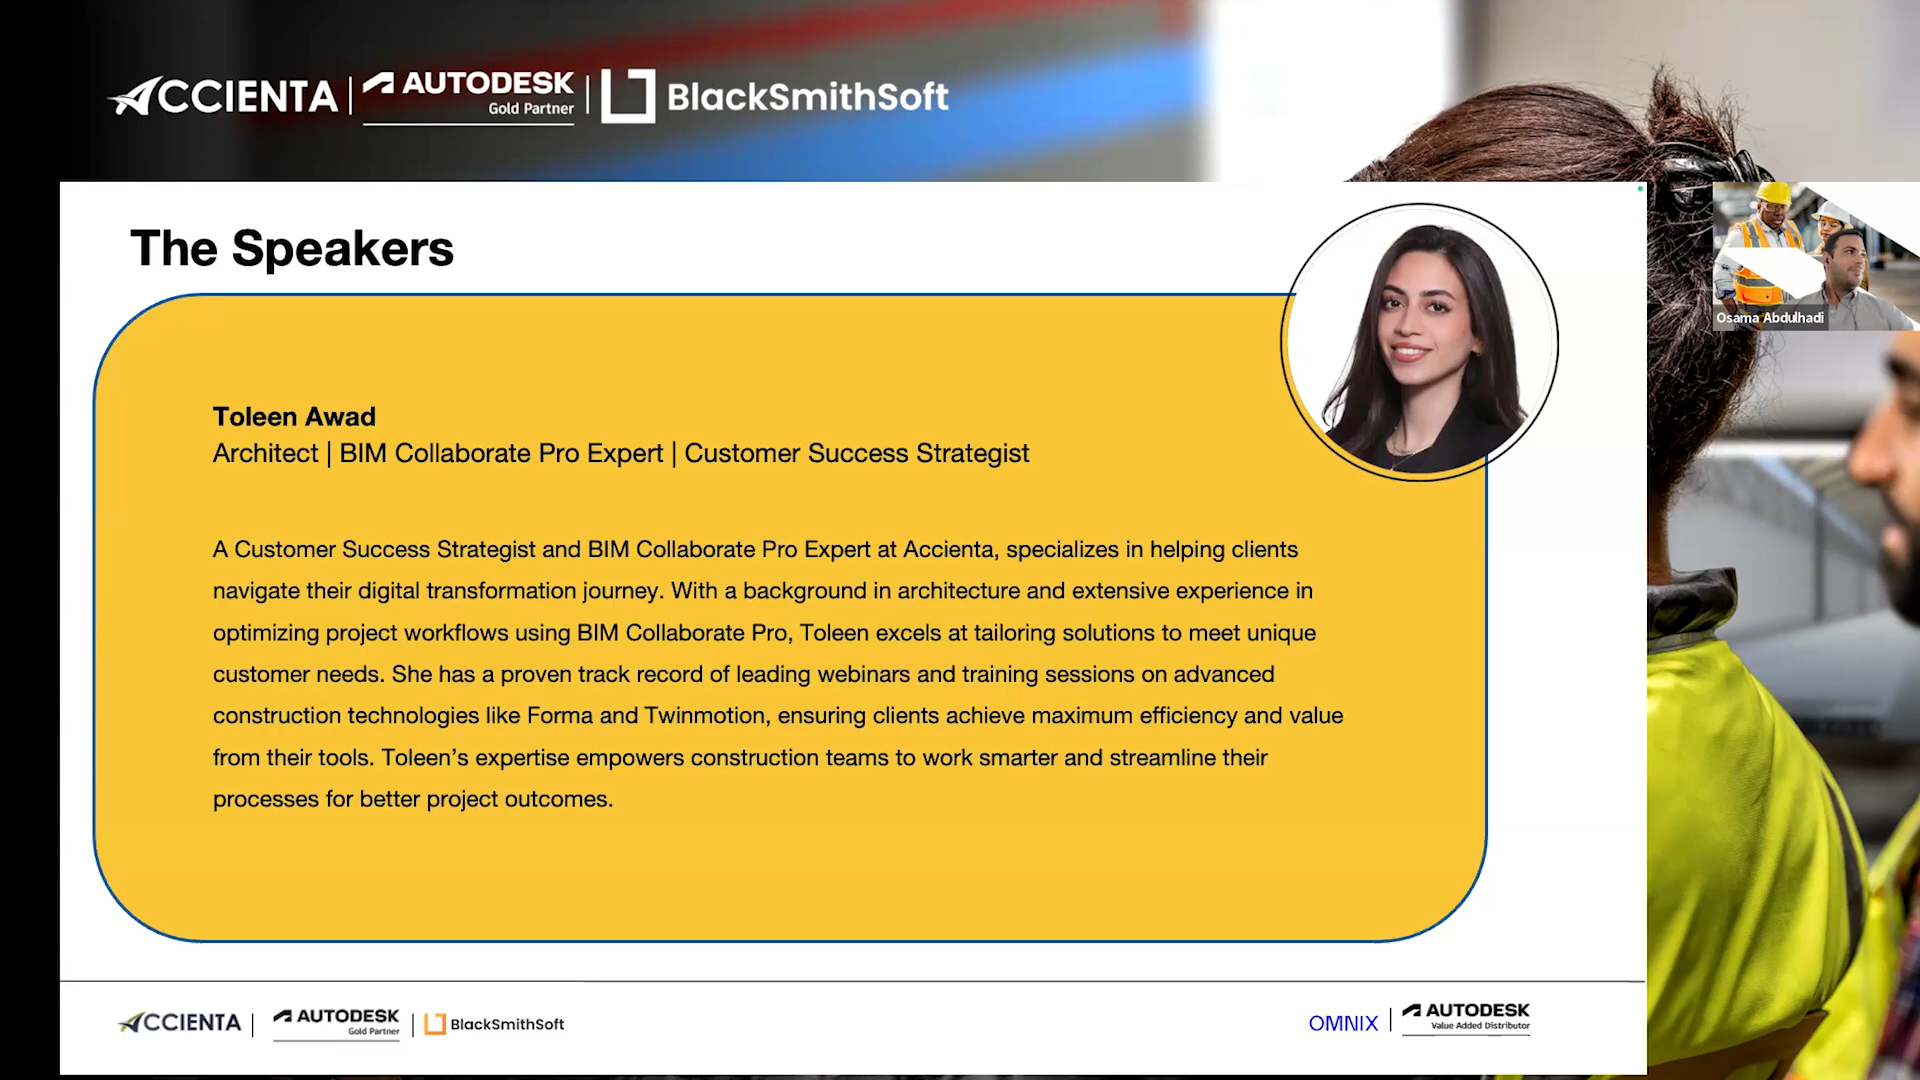 ACCIENTA | AUTODESK Gold Partner | BlackSmithSoft
The Speakers
Osama Abdulhadi
Toleen Awad
Architect | BIM Collaborate Pro Expert | Customer Success Strategist
A Customer Success Strategist and BIM Collaborate Pro Expert at Accienta, specializes in helping clients
navigate their digital transformation journey. With a background in architecture and extensive experience in
optimizing project workflows using BIM Collaborate Pro, Toleen excels at tailoring solutions to meet unique
customer needs. She has a proven track record of leading webinars and training sessions on advanced
construction technologies like Forma and Twinmotion, ensuring clients achieve maximum efficiency and value
from their tools. Toleen’s expertise empowers construction teams to work smarter and streamline their
processes for better project outcomes.
ACCIENTA | AUTODESK Gold Partner | BlackSmithSoft
OMNIX | AUTODESK Value Added Distributor